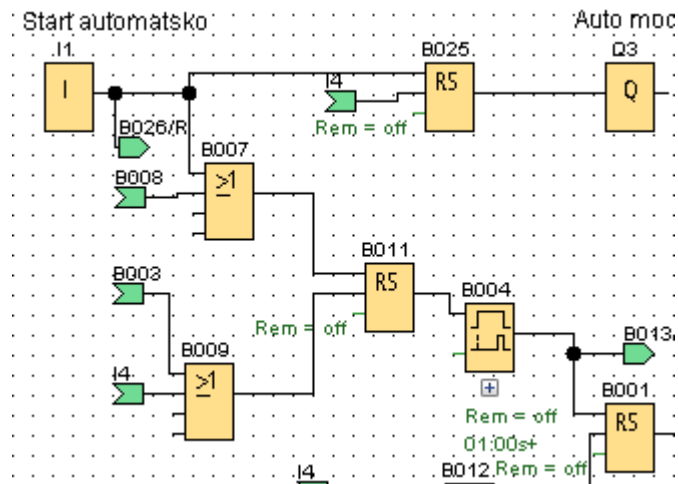 Start automatsko
Auto mod
I1
I
B025
RS
I4
Rem = off
Q3
Q
B026/R
B007
≥1
B008
B011
RS
Rem = off
B003
B004
B009
≥1
I4
B013
Rem = off
01:00s+
B001
RS
Rem = off
I4
B012